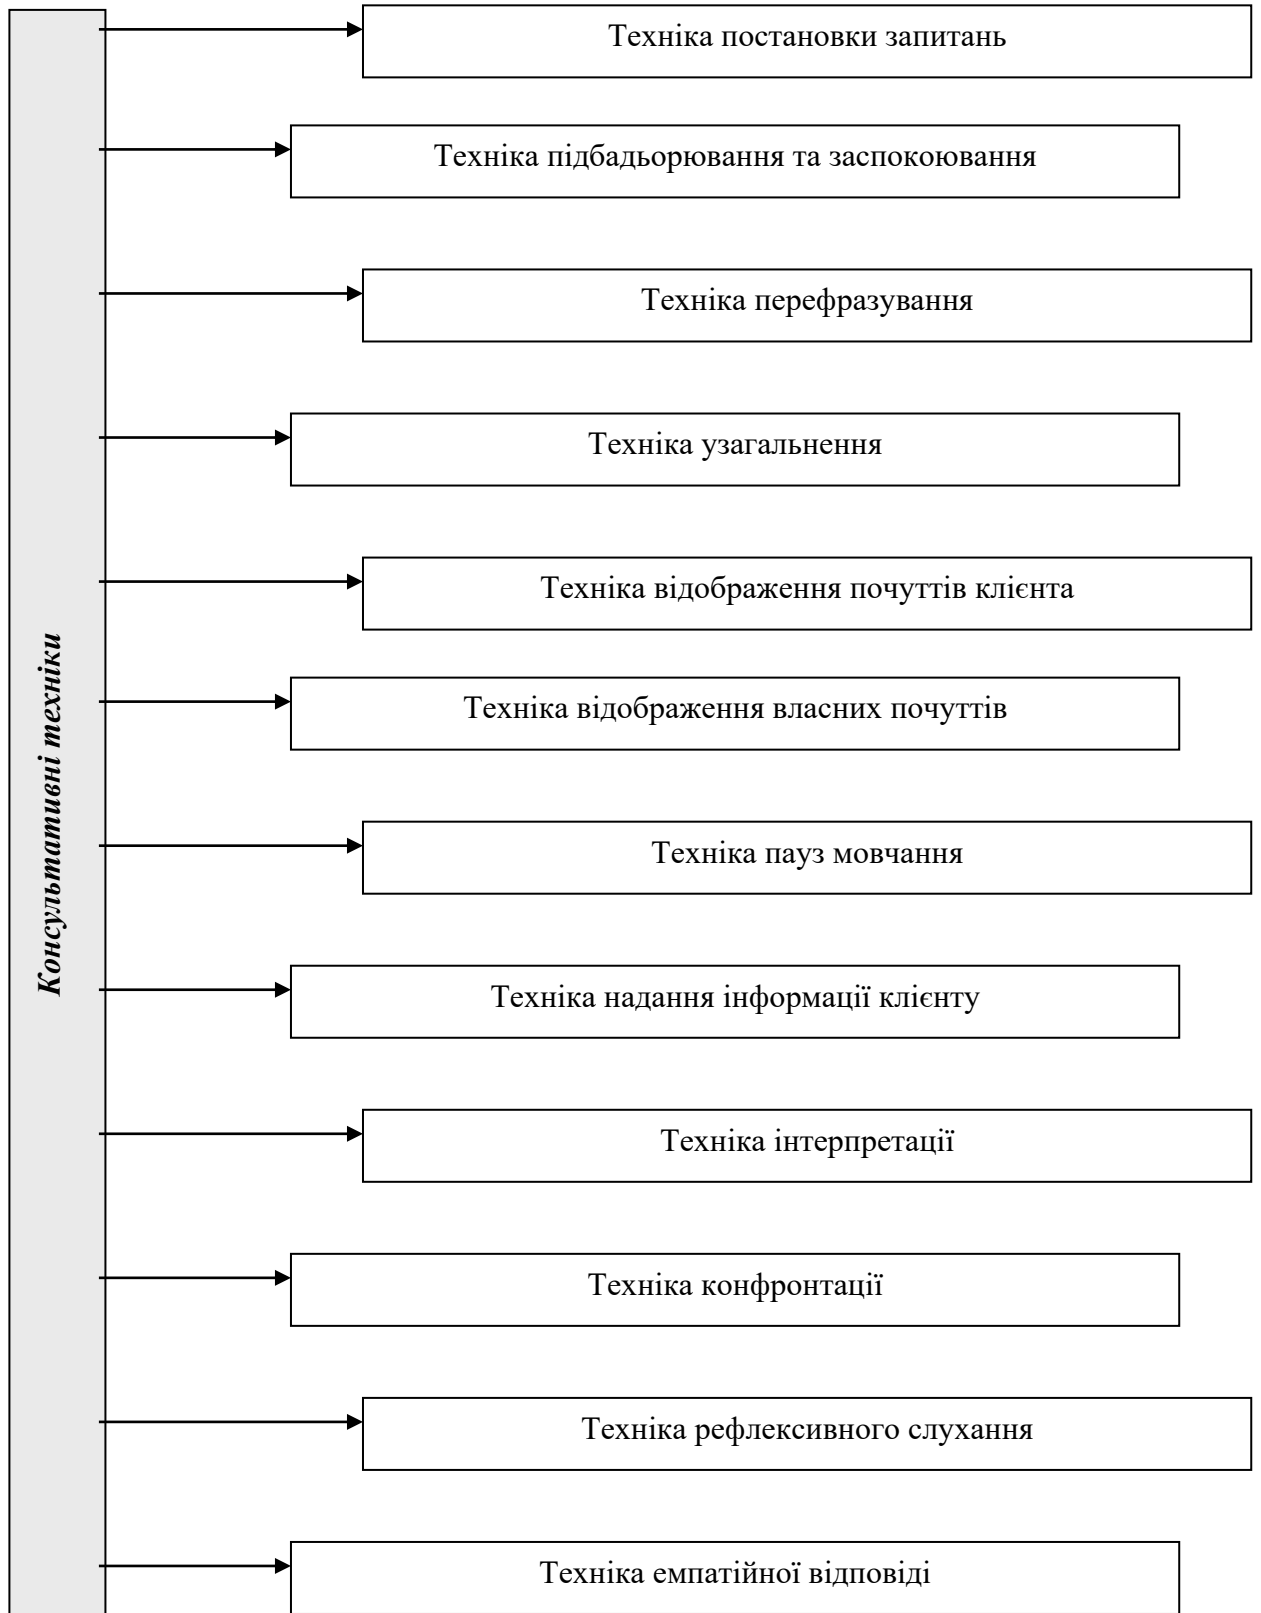 Консультативні техніки
Техніка постановки запитань
Техніка підбадьорювання та заспокоювання
Техніка перефразування
Техніка узагальнення
Техніка відображення почуттів клієнта
Техніка відображення власних почуттів
Техніка пауз мовчання
Техніка надання інформації клієнту
Техніка інтерпретації
Техніка конфронтації
Техніка рефлексивного слухання
Техніка емпатійної відповіді